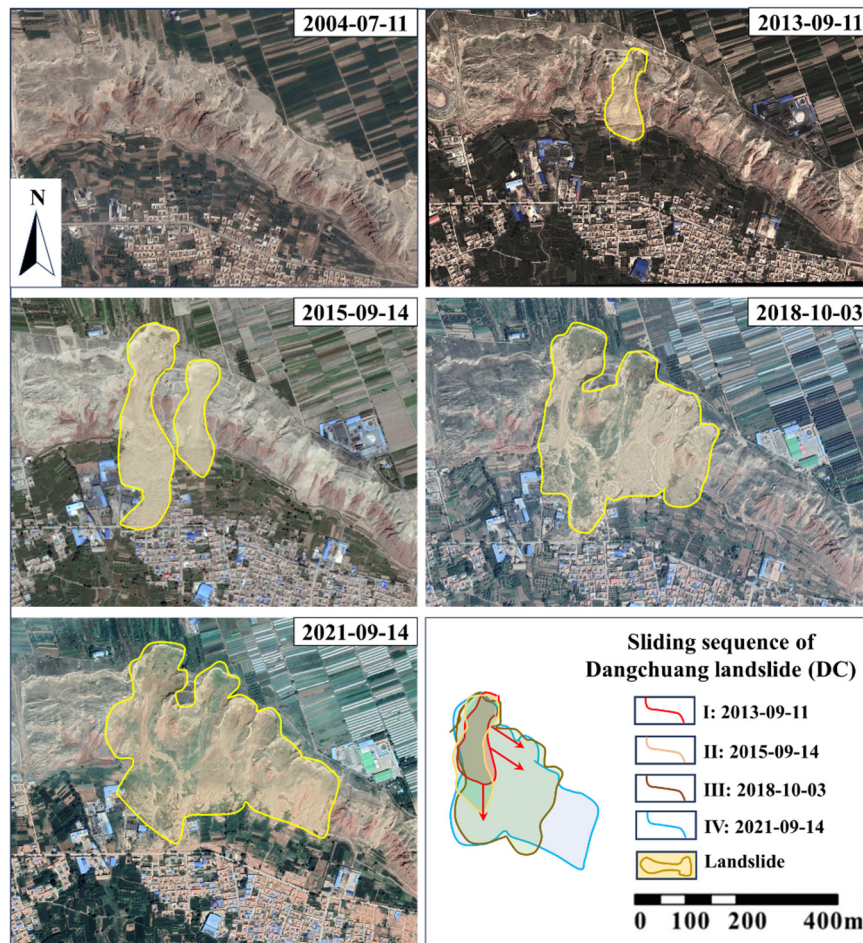 2004-07-11
2013-09-11
N
2015-09-14
2018-10-03
2021-09-14
Sliding sequence of
Dangchuang landslide (DC)
I: 2013-09-11
II: 2015-09-14
III: 2018-10-03
IV: 2021-09-14
Landslide
0 100 200 400m